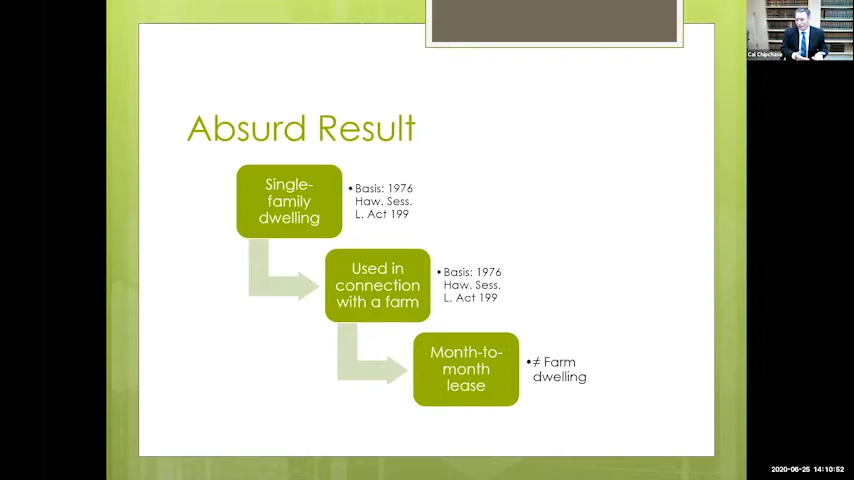 Cal Chipchase
Absurd Result
Single-
family
dwelling
• Basis: 1976
Haw. Sess.
L. Act 199
Used in
connection
with a farm
• Basis: 1976
Haw. Sess.
L. Act 199
Month-to-
month
lease
• ≠ Farm
dwelling
2020-06-25 14:10:52